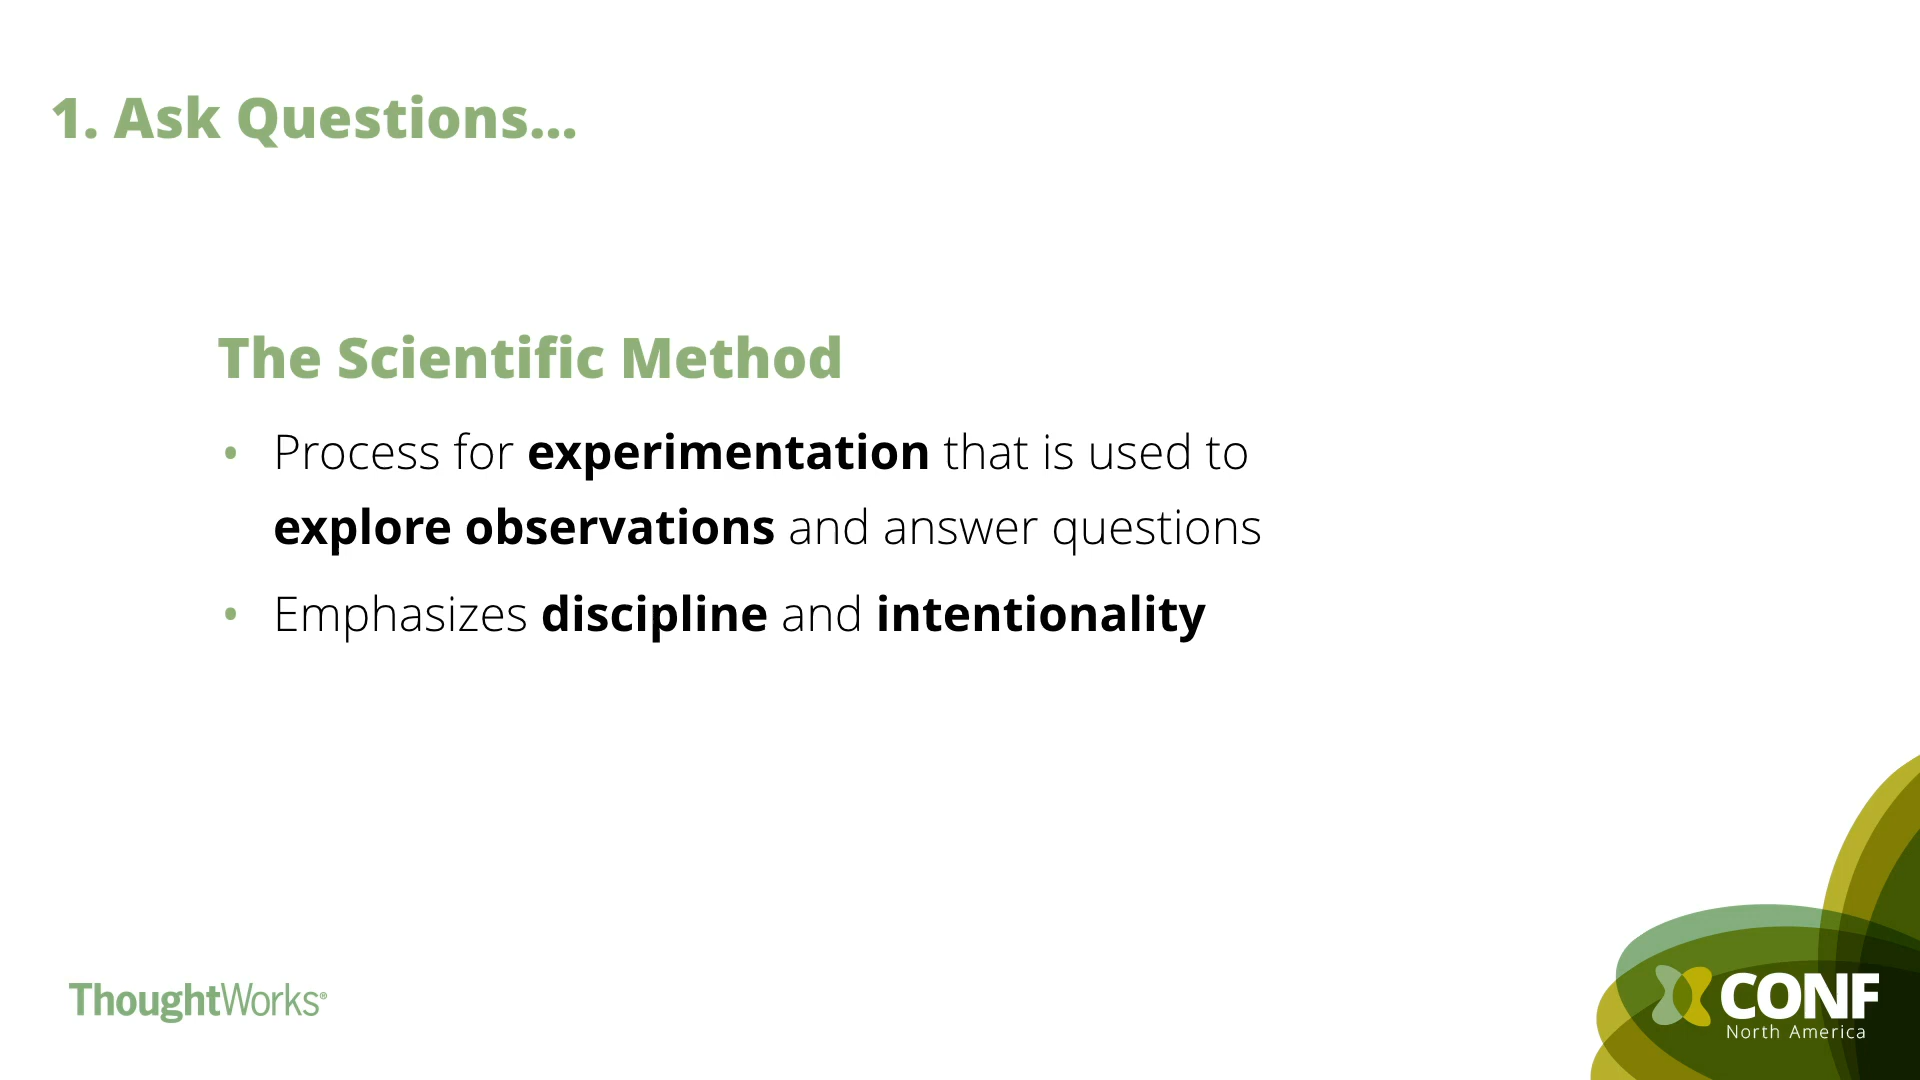 1. Ask Questions...
The Scientific Method
• Process for experimentation that is used to
explore observations and answer questions
• Emphasizes discipline and intentionality
ThoughtWorks®
XCONF
North America